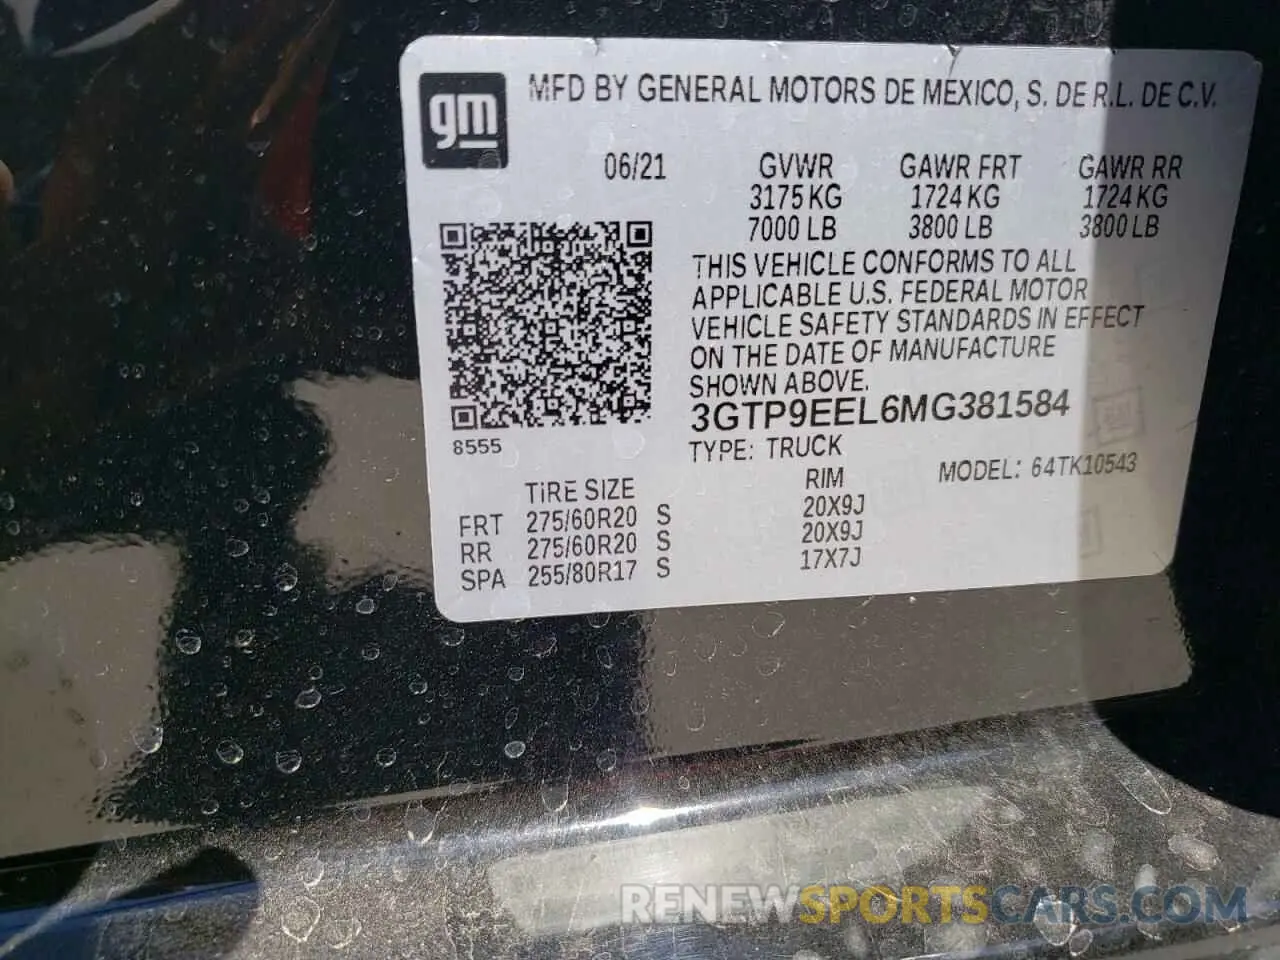 gm
MFD BY GENERAL MOTORS DE MEXICO, S. DE R.L. DE C.V.
06/21 GVWR GAWR FRT GAWR RR
3175 KG 1724 KG 1724 KG
7000 LB 3800 LB 3800 LB
THIS VEHICLE CONFORMS TO ALL
APPLICABLE U.S. FEDERAL MOTOR
VEHICLE SAFETY STANDARDS IN EFFECT
ON THE DATE OF MANUFACTURE
SHOWN ABOVE.
3GTP9EEL6MG381584
8555
TYPE: TRUCK
MODEL: 64TK10543
TIRE SIZE RIM
FRT 275/60R20 S 20X9J
RR 275/60R20 S 20X9J
SPA 255/80R17 S 17X7J
RENEWSPORTSCARS.COM